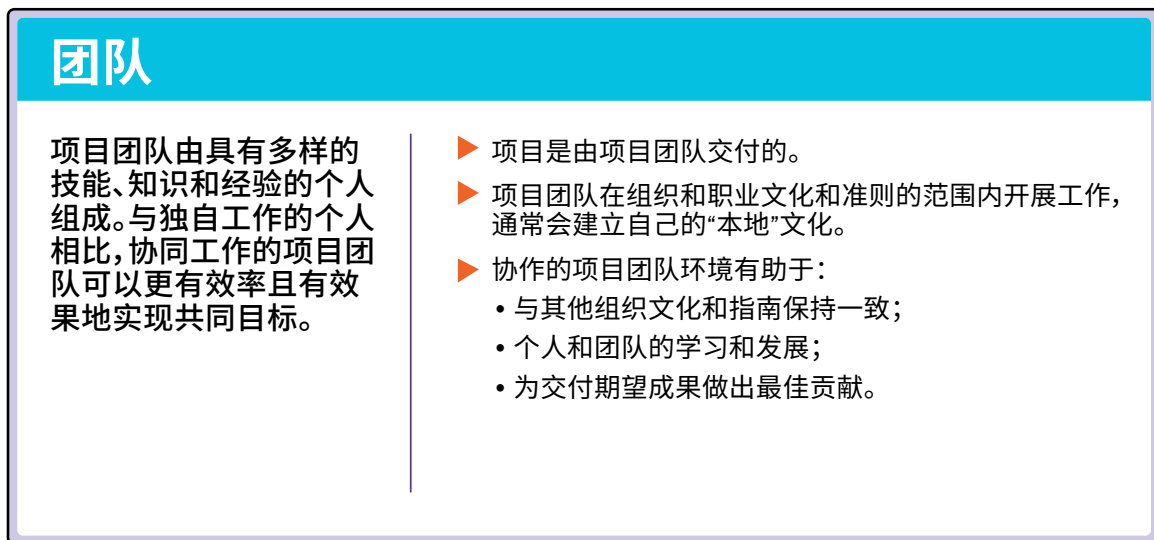 团队
项目团队由具有多样的
技能、知识和经验的个人
组成。与独自工作的个人
相比，协同工作的项目团
队可以更有效率且有效
果地实现共同目标。
项目是由项目团队交付的。
项目团队在组织和职业文化和准则的范围内开展工作，
通常会建立自己的“本地”文化。
协作的项目团队环境有助于：
• 与其他组织文化和指南保持一致；
• 个人和团队的学习和发展；
• 为交付期望成果做出最佳贡献。